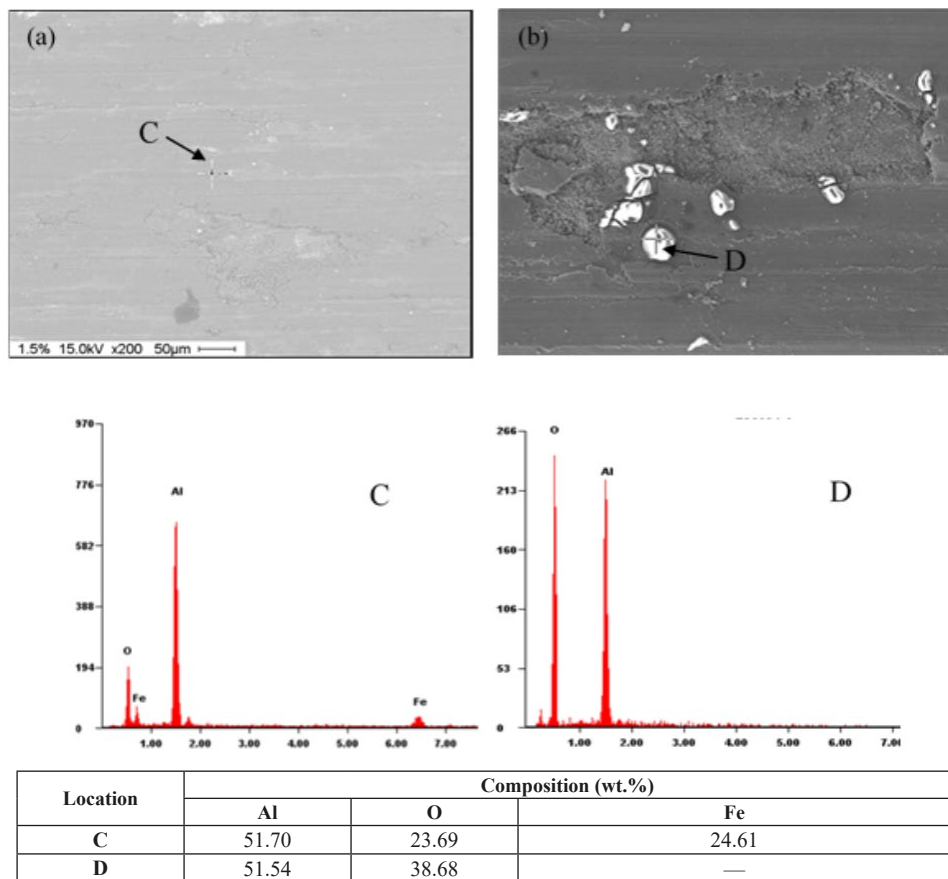 (a)
(b)
C
D
1.5% 15.0kV x200 50µm
970
776
582
388
194
0
Al
O
Fe
Fe
C
1.00 2.00 3.00 4.00 5.00 6.00 7.00
266
213
160
106
53
0
O
Al
D
1.00 2.00 3.00 4.00 5.00 6.00
Location Composition (wt.%)
Al O Fe
C 51.70 23.69 24.61
D 51.54 38.68 —